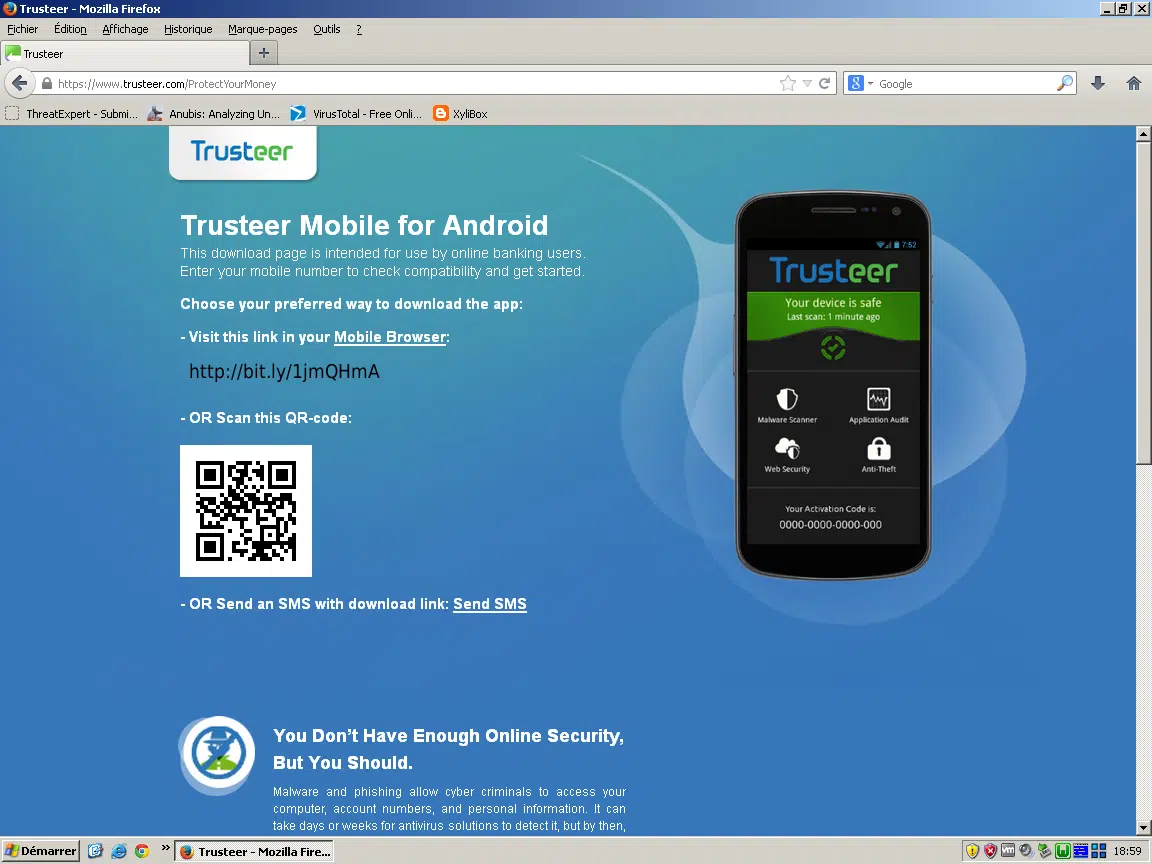 Trusteer - Mozilla Firefox
Fichier Édition Affichage Historique Marque-pages Outils ?
Trusteer
https://www.trusteer.com/ProtectYourMoney
Google
ThreatExpert - Submi... Anubis: Analyzing Un... VirusTotal - Free Onli... XyliBox
Trusteer
Trusteer Mobile for Android
This download page is intended for use by online banking users.
Enter your mobile number to check compatibility and get started.
Choose your preferred way to download the app:
- Visit this link in your Mobile Browser:
http://bit.ly/1jmQHmA
- OR Scan this QR-code:
- OR Send an SMS with download link: Send SMS
7:52
Trusteer
Your device is safe
Last scan: 1 minute ago
Malware Scanner Application Audit
Web Security Anti-Theft
Your Activation Code is:
0000-0000-0000-000
You Don't Have Enough Online Security,
But You Should.
Malware and phishing allow cyber criminals to access your
computer, account numbers, and personal information. It can
take days or weeks for antivirus solutions to detect it, but by then,
Démarrer
»
Trusteer - Mozilla Fire...
18:59